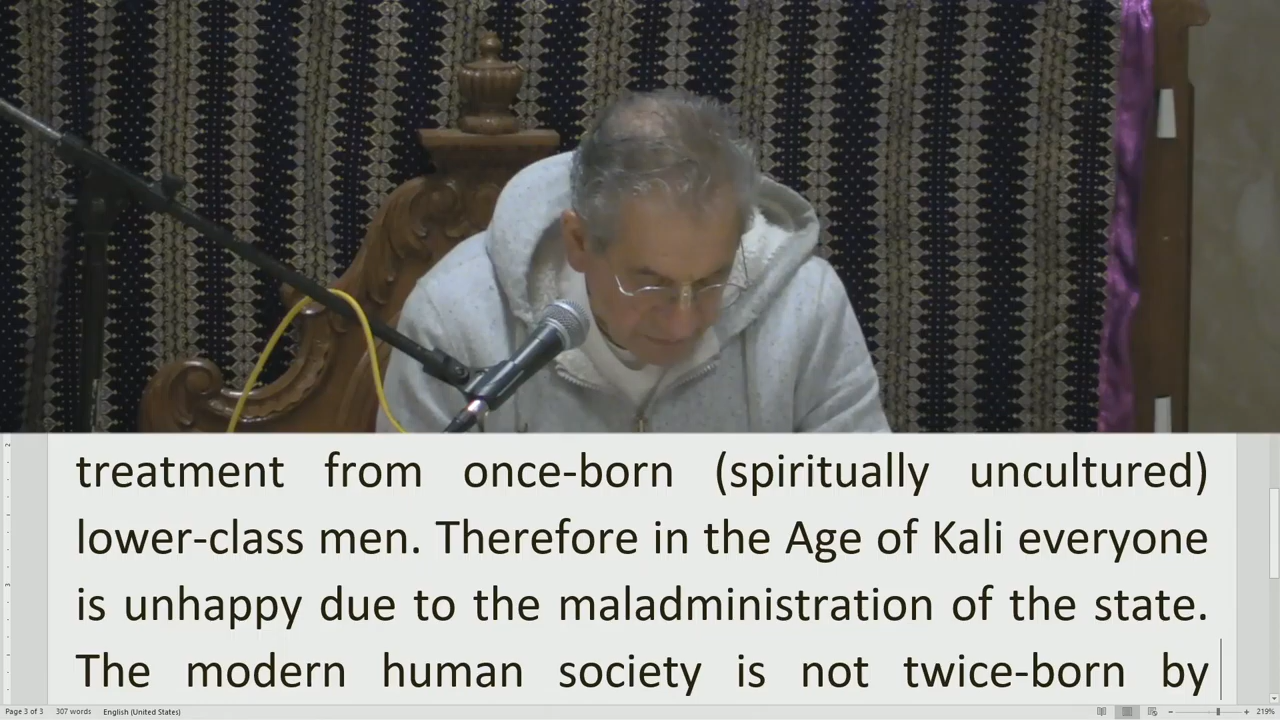 treatment from once-born (spiritually uncultured)
lower-class men. Therefore in the Age of Kali everyone
is unhappy due to the maladministration of the state.
The modern human society is not twice-born by
Page 3 of 3 307 words English (United States) 219%